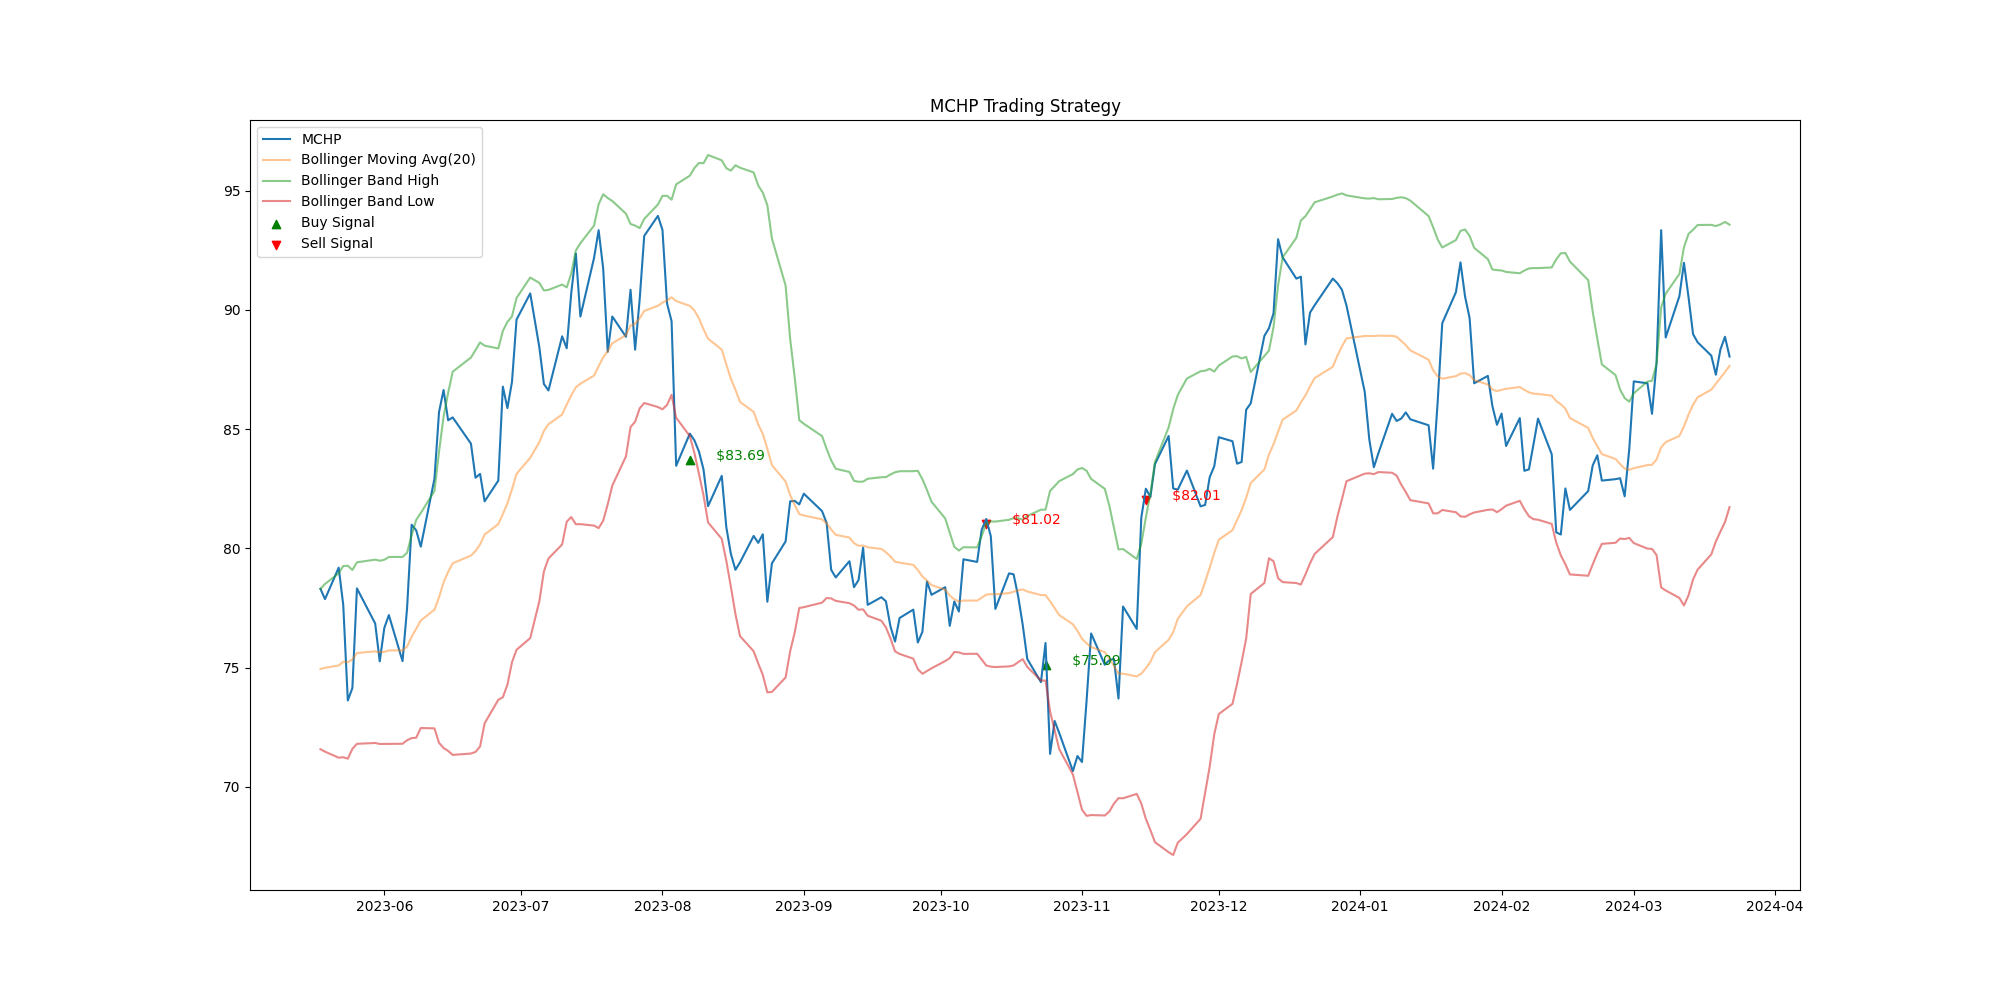 MCHP Trading Strategy
MCHP
Bollinger Moving Avg(20)
Bollinger Band High
Bollinger Band Low
Buy Signal
Sell Signal
95
90
85
80
75
70
$83.69
$82.01
$81.02
$75.09
2023-06 2023-07 2023-08 2023-09 2023-10 2023-11 2023-12 2024-01 2024-02 2024-03 2024-04